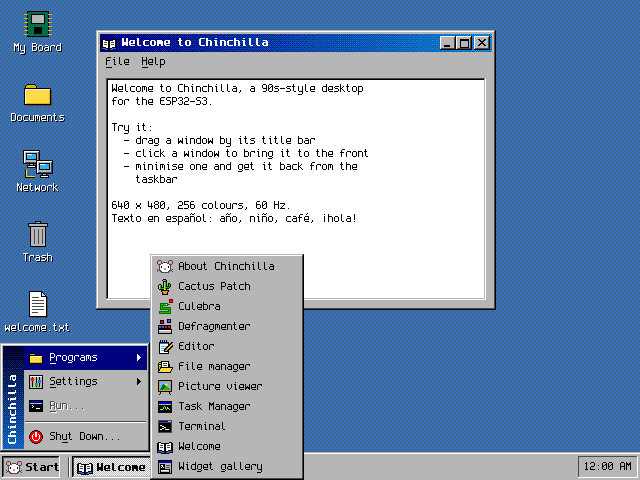 My Board
Documents
Network
Trash
welcome.txt
Welcome to Chinchilla
File Help
Welcome to Chinchilla, a 90s-style desktop
for the ESP32-S3.
Try it:
- drag a window by its title bar
- click a window to bring it to the front
- minimise one and get it back from the
taskbar
640 x 480, 256 colours, 60 Hz.
Texto en español: año, niño, café, ¡hola!
Chinchilla
Programs
Settings
Run...
Shut Down...
About Chinchilla
Cactus Patch
Culebra
Defragmenter
Editor
File manager
Picture viewer
Task Manager
Terminal
Welcome
Widget gallery
Start
Welcome
12:00 AM